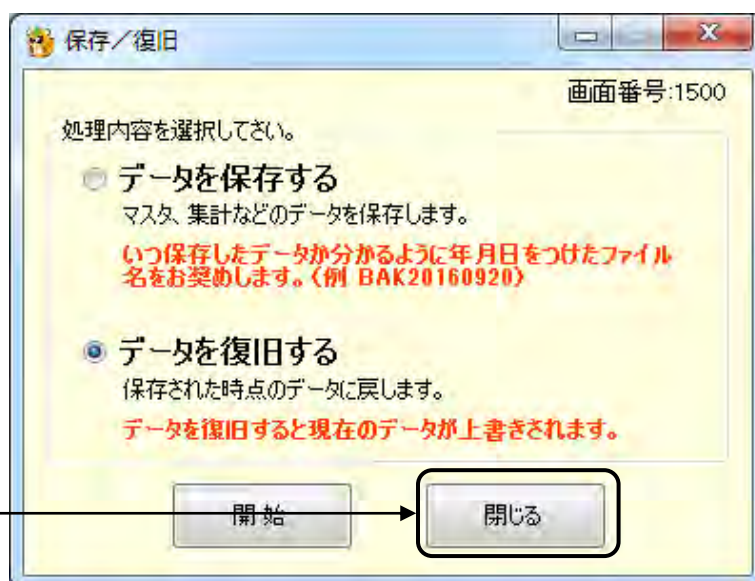 保存／復旧
画面番号:1500
処理内容を選択してさい。
データを保存する
マスタ、集計などのデータを保存します。
いつ保存したデータか分かるように年月日をつけたファイル
名をお奨めします。〈例 BAK20160920〉
データを復旧する
保存された時点のデータに戻します。
データを復旧すると現在のデータが上書きされます。
開始
閉じる